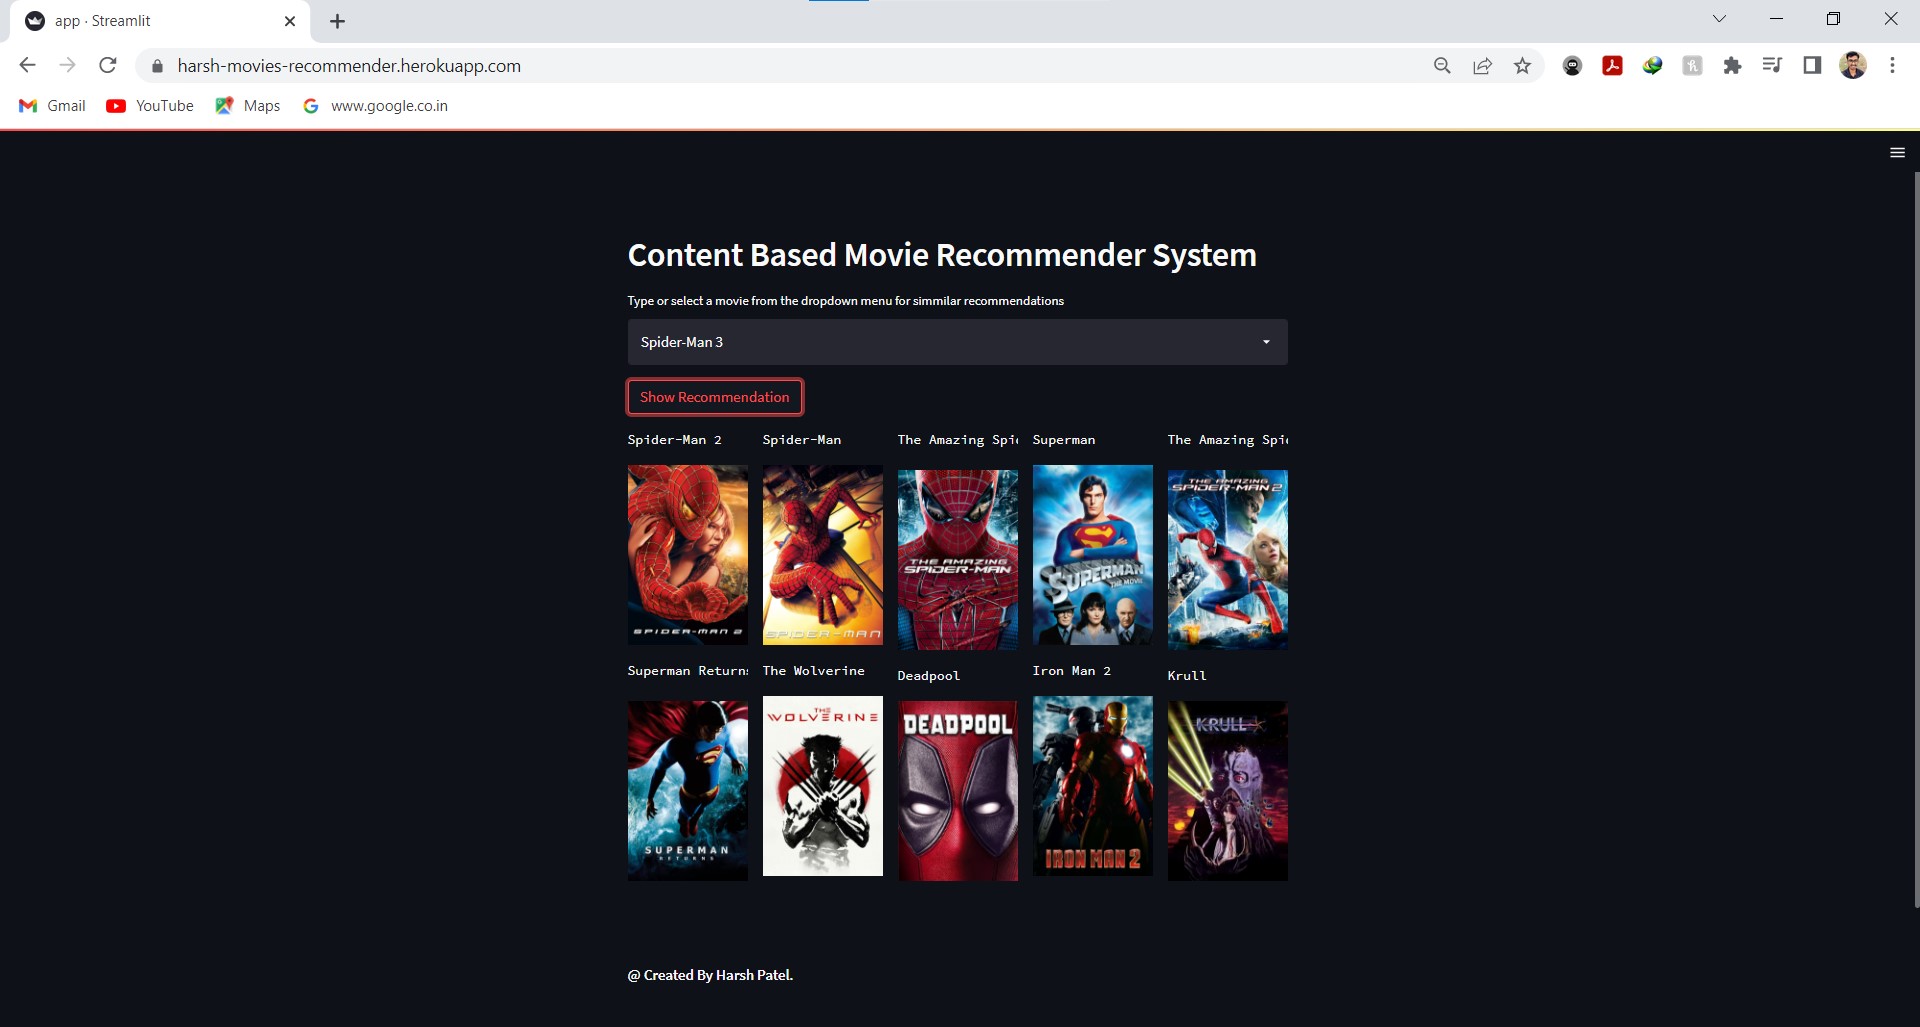 app · Streamlit
harsh-movies-recommender.herokuapp.com
Gmail YouTube Maps www.google.co.in
Content Based Movie Recommender System
Type or select a movie from the dropdown menu for simmilar recommendations
Spider-Man 3
Show Recommendation
Spider-Man 2 Spider-Man The Amazing Spi Superman The Amazing Spi
SPIDER-MAN 2
SPIDER-MAN
THE AMAZING
SPIDER-MAN
SUPERMAN
THE MOVIE
THE AMAZING
SPIDER-MAN 2
Superman Returns The Wolverine Deadpool Iron Man 2 Krull
SUPERMAN
RETURNS
THE
WOLVERINE
DEADPOOL
IRON MAN 2
KRULL
@ Created By Harsh Patel.